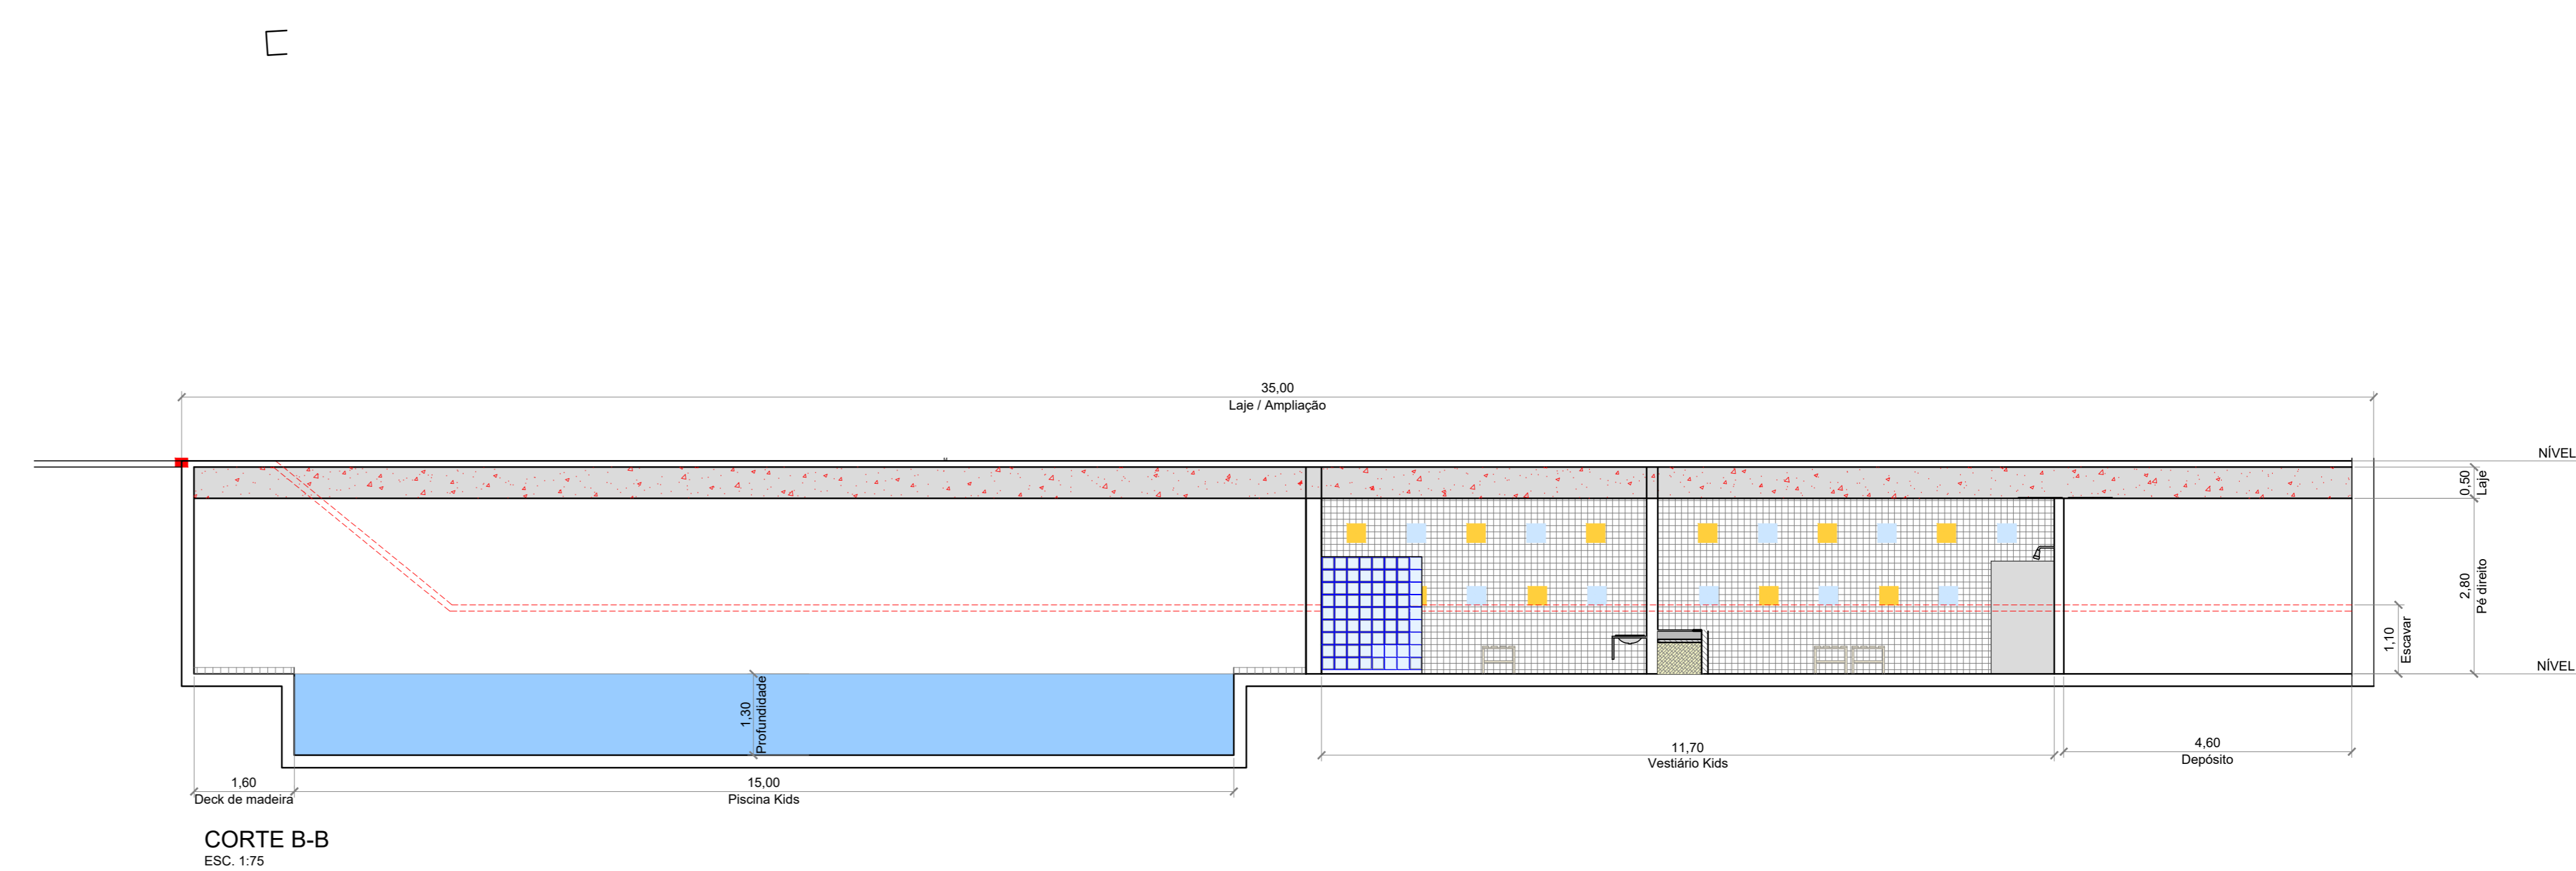 35,00
Laje / Ampliação
NÍVEL
0,50
Laje
2,80
Pé direito
1,10
Escavar
NÍVEL
1,30
Profundidade
11,70
Vestiário Kids
4,60
Depósito
1,60
Deck de madeira
15,00
Piscina Kids
CORTE B-B
ESC. 1:75